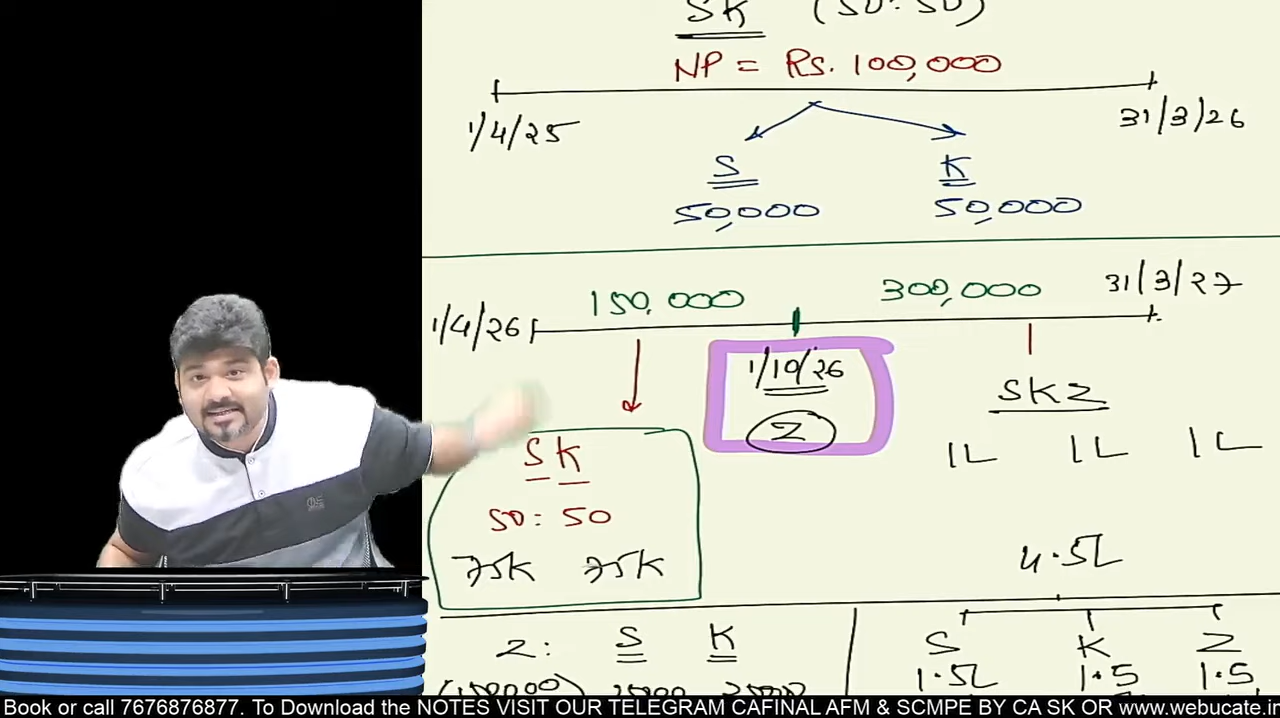 SK (50:50)
NP = Rs. 100,000
1/4/25
31/3/26
S K
50,000 50,000
150,000 300,000 31/3/27
1/4/26
1/10/26
Z
SKZ
1L 1L 1L
SK
50:50
75K 75K
4.5L
Z: S K
S K Z
1.5L 1.5 1.5
Book or call 7676876877. To Download the NOTES VISIT OUR TELEGRAM CAFINAL AFM & SCMPE BY CA SK OR www.webucate.in